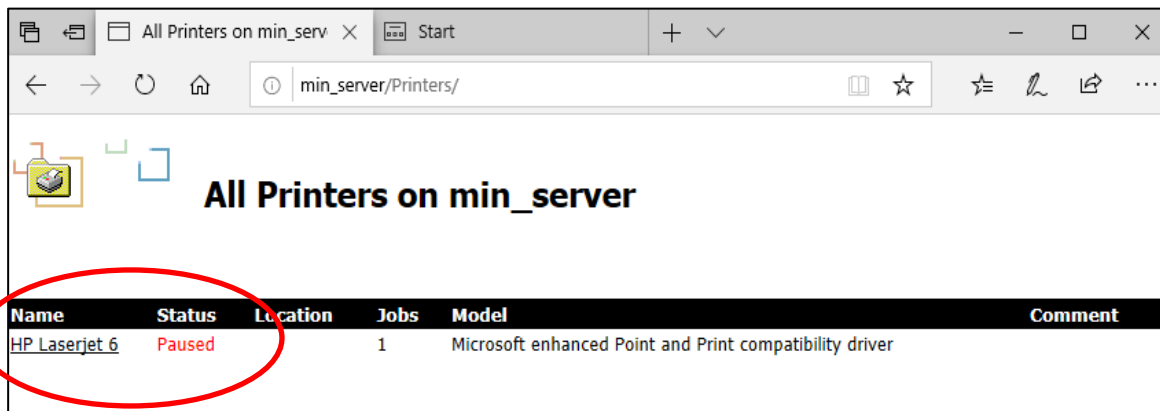 All Printers on min_serv
Start
min_server/Printers/
All Printers on min_server
Name Status Location Jobs Model Comment
HP Laserjet 6 Paused 1 Microsoft enhanced Point and Print compatibility driver